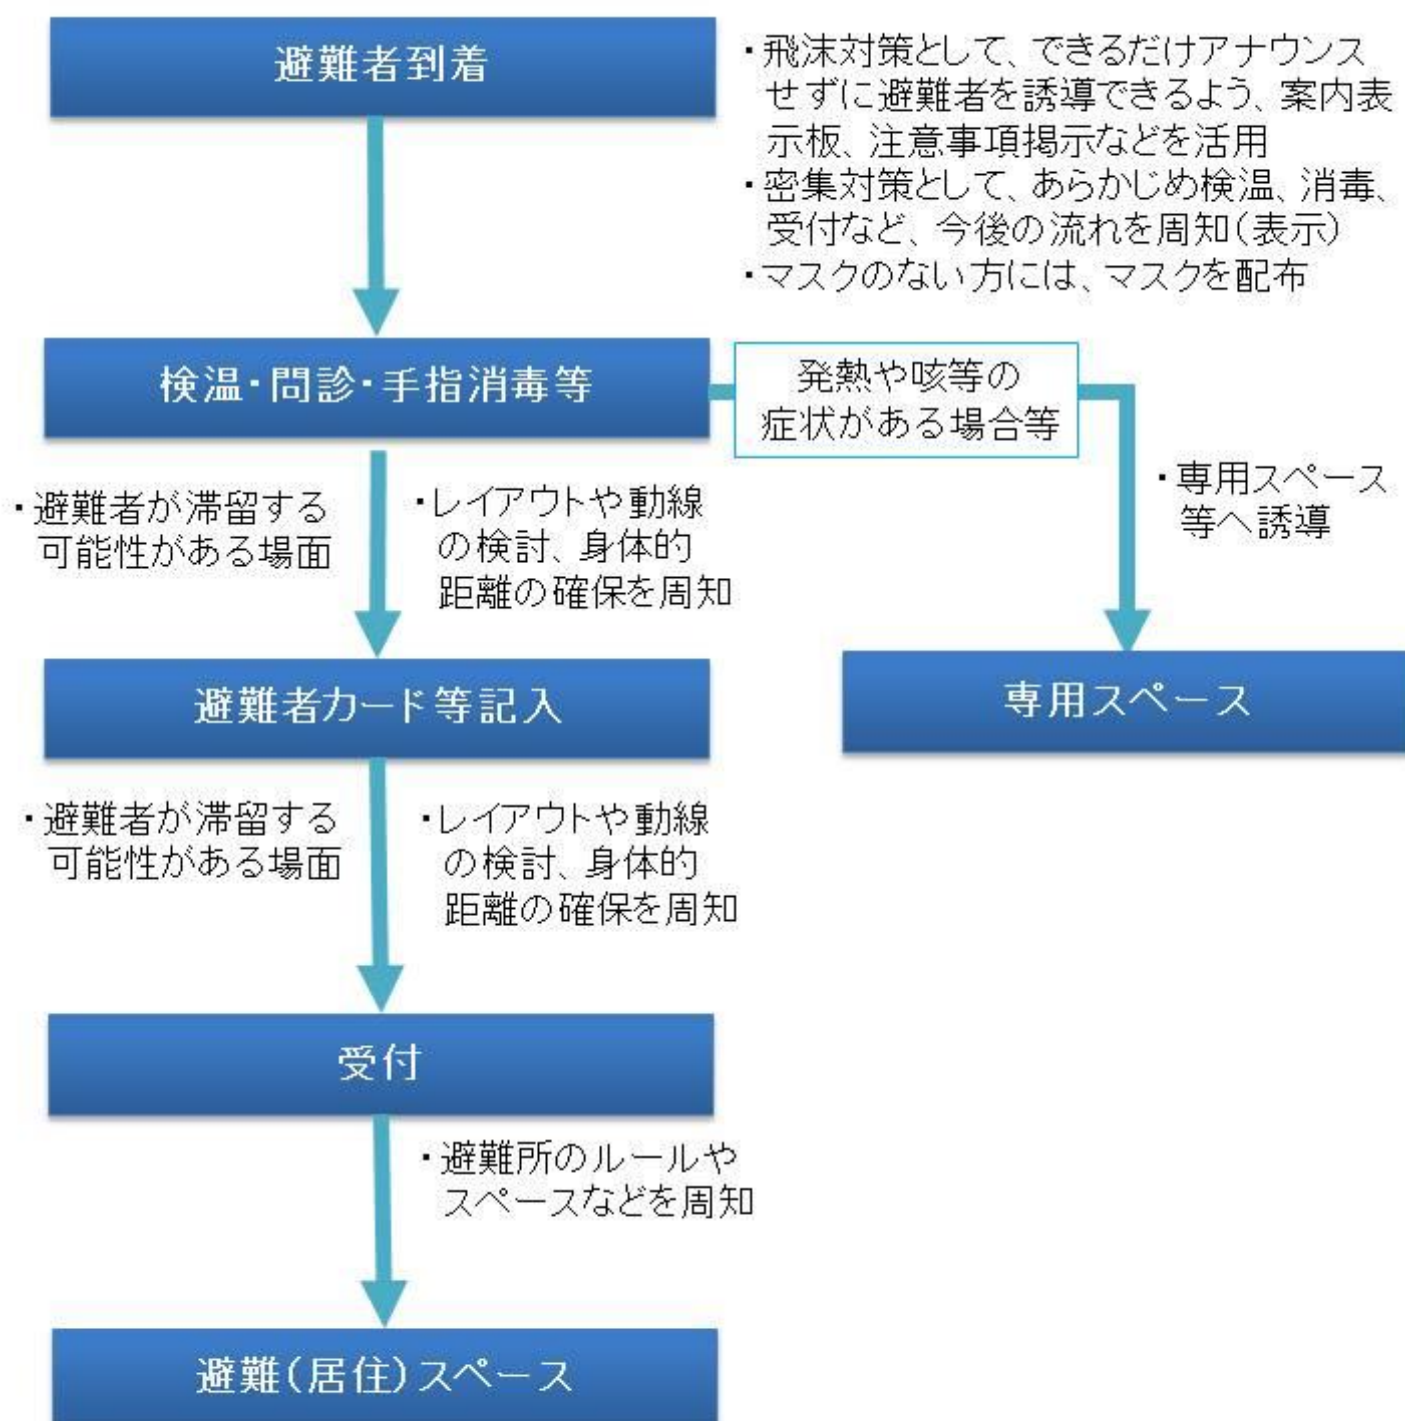 避難者到着
・飛沫対策として、できるだけアナウンス
せずに避難者を誘導できるよう、案内表
示板、注意事項掲示などを活用
・密集対策として、あらかじめ検温、消毒、
受付など、今後の流れを周知(表示)
・マスクのない方には、マスクを配布
検温・問診・手指消毒等
発熱や咳等の
症状がある場合等
・専用スペース
等へ誘導
・避難者が滞留する
可能性がある場面
・レイアウトや動線
の検討、身体的
距離の確保を周知
避難者カード等記入
専用スペース
・避難者が滞留する
可能性がある場面
・レイアウトや動線
の検討、身体的
距離の確保を周知
受付
・避難所のルールや
スペースなどを周知
避難(居住)スペース